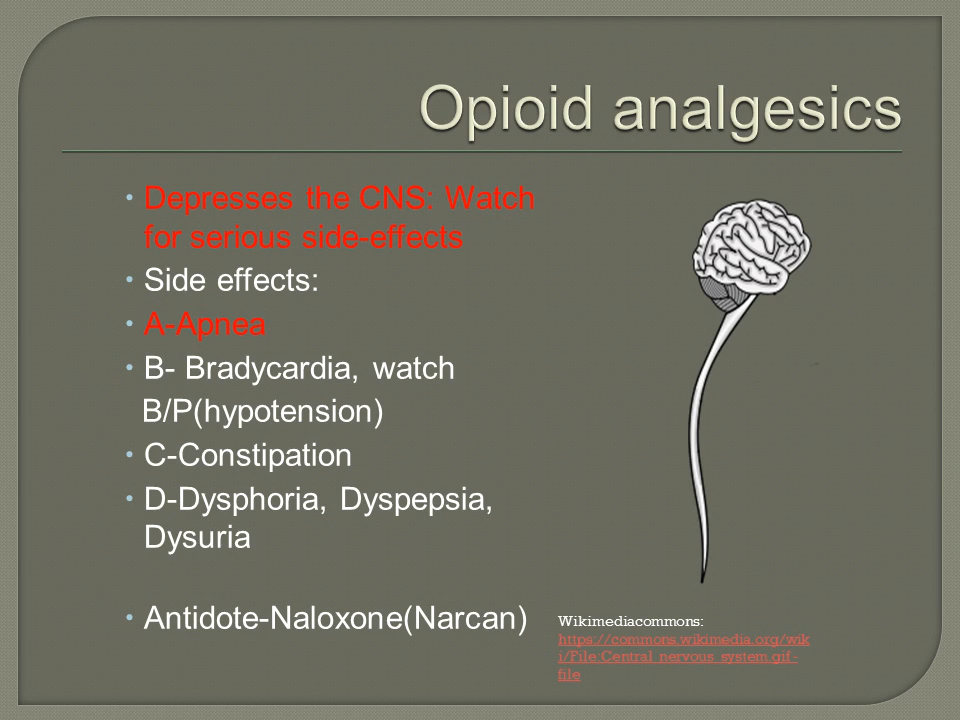 Opioid analgesics
• Depresses the CNS: Watch
for serious side-effects
• Side effects:
• A-Apnea
• B- Bradycardia, watch
B/P(hypotension)
• C-Constipation
• D-Dysphoria, Dyspepsia,
Dysuria
• Antidote-Naloxone(Narcan)
Wikimediacommons:
https://commons.wikimedia.org/wik
i/File:Central_nervous_system.gif-
file